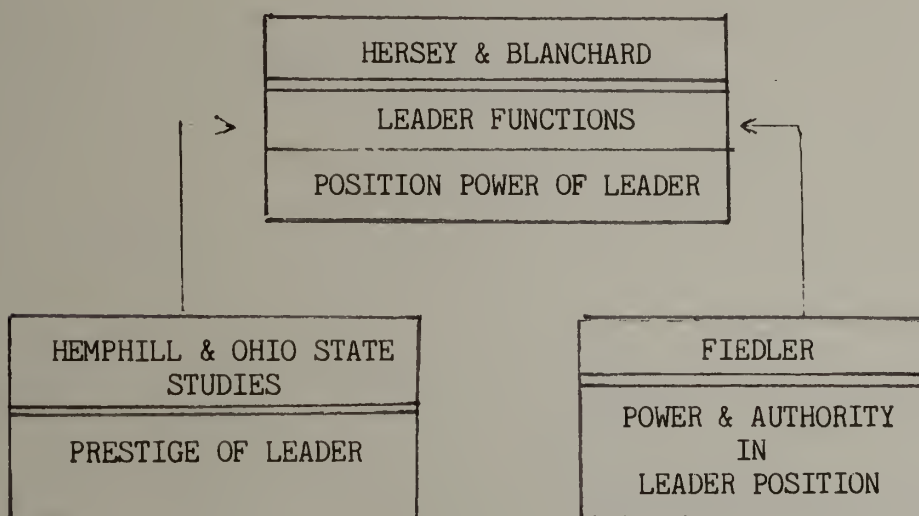 HERSEY & BLANCHARD
LEADER FUNCTIONS
POSITION POWER OF LEADER
HEMPHILL & OHIO STATE
STUDIES
PRESTIGE OF LEADER
FIEDLER
POWER & AUTHORITY
IN
LEADER POSITION